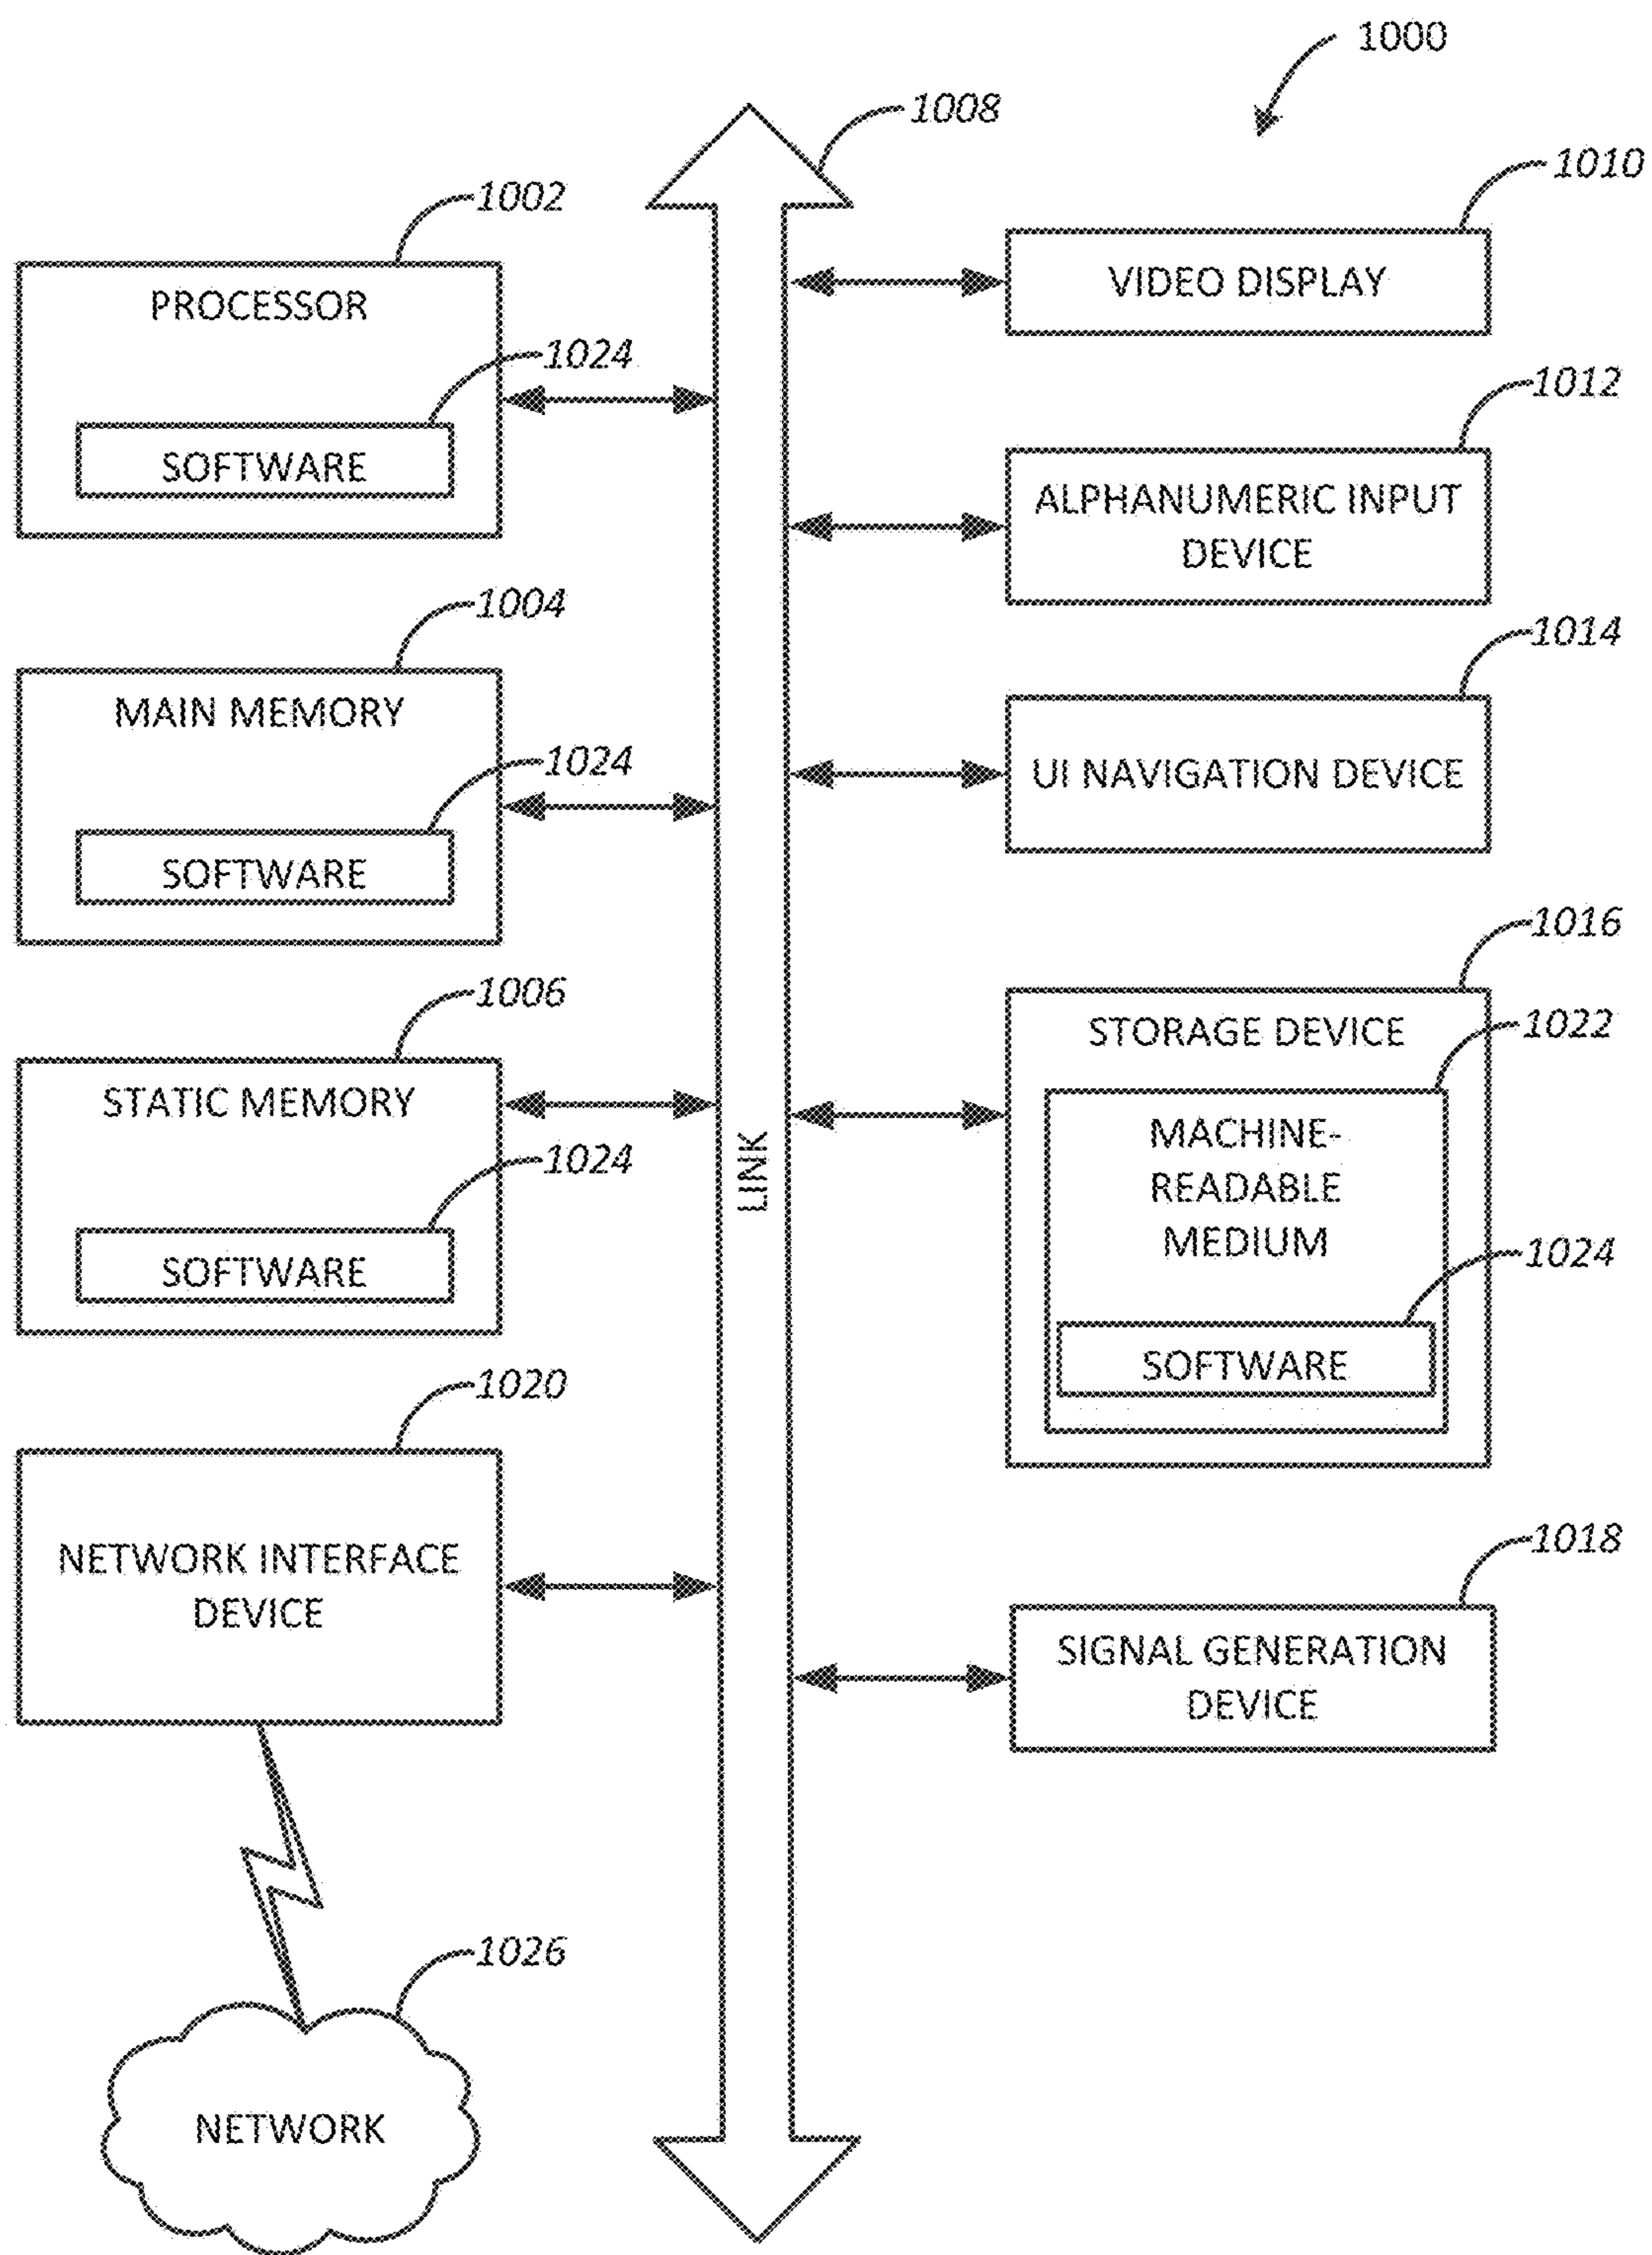 1000
1008
1010
1002
VIDEO DISPLAY
PROCESSOR
1024
SOFTWARE
1012
ALPHANUMERIC INPUT
DEVICE
1004
MAIN MEMORY
1024
SOFTWARE
1014
UI NAVIGATION DEVICE
1006
STATIC MEMORY
1024
SOFTWARE
LINK
1016
STORAGE DEVICE
1022
MACHINE-
READABLE
MEDIUM
1024
SOFTWARE
1020
NETWORK INTERFACE
DEVICE
1018
SIGNAL GENERATION
DEVICE
1026
NETWORK